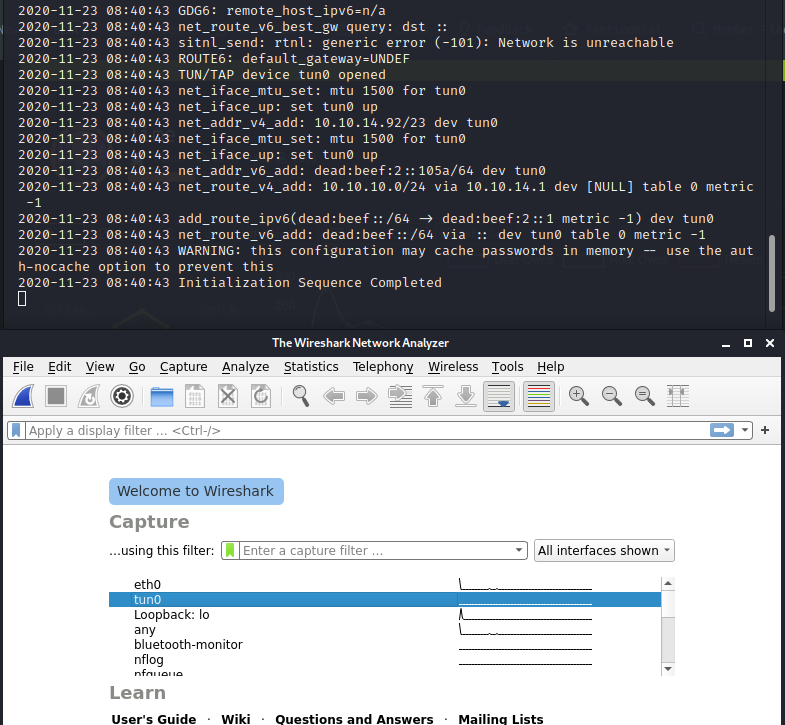 2020-11-23 08:40:43 GDG6: remote_host_ipv6=n/a
2020-11-23 08:40:43 net_route_v6_best_gw query: dst ::
2020-11-23 08:40:43 sitnl_send: rtnl: generic error (-101): Network is unreachable
2020-11-23 08:40:43 ROUTE6: default_gateway=UNDEF
2020-11-23 08:40:43 TUN/TAP device tun0 opened
2020-11-23 08:40:43 net_iface_mtu_set: mtu 1500 for tun0
2020-11-23 08:40:43 net_iface_up: set tun0 up
2020-11-23 08:40:43 net_addr_v4_add: 10.10.14.92/23 dev tun0
2020-11-23 08:40:43 net_iface_mtu_set: mtu 1500 for tun0
2020-11-23 08:40:43 net_iface_up: set tun0 up
2020-11-23 08:40:43 net_addr_v6_add: dead:beef:2::105a/64 dev tun0
2020-11-23 08:40:43 net_route_v4_add: 10.10.10.0/24 via 10.10.14.1 dev [NULL] table 0 metric
-1
2020-11-23 08:40:43 add_route_ipv6(dead:beef::/64 -> dead:beef:2::1 metric -1) dev tun0
2020-11-23 08:40:43 net_route_v6_add: dead:beef::/64 via :: dev tun0 table 0 metric -1
2020-11-23 08:40:43 WARNING: this configuration may cache passwords in memory -- use the aut
h-nocache option to prevent this
2020-11-23 08:40:43 Initialization Sequence Completed
The Wireshark Network Analyzer
File Edit View Go Capture Analyze Statistics Telephony Wireless Tools Help
Apply a display filter ... <Ctrl-/>
+
Welcome to Wireshark
Capture
...using this filter: Enter a capture filter ... All interfaces shown
eth0
tun0
Loopback: lo
any
bluetooth-monitor
nflog
nfqueue
Learn
User's Guide · Wiki · Questions and Answers · Mailing Lists